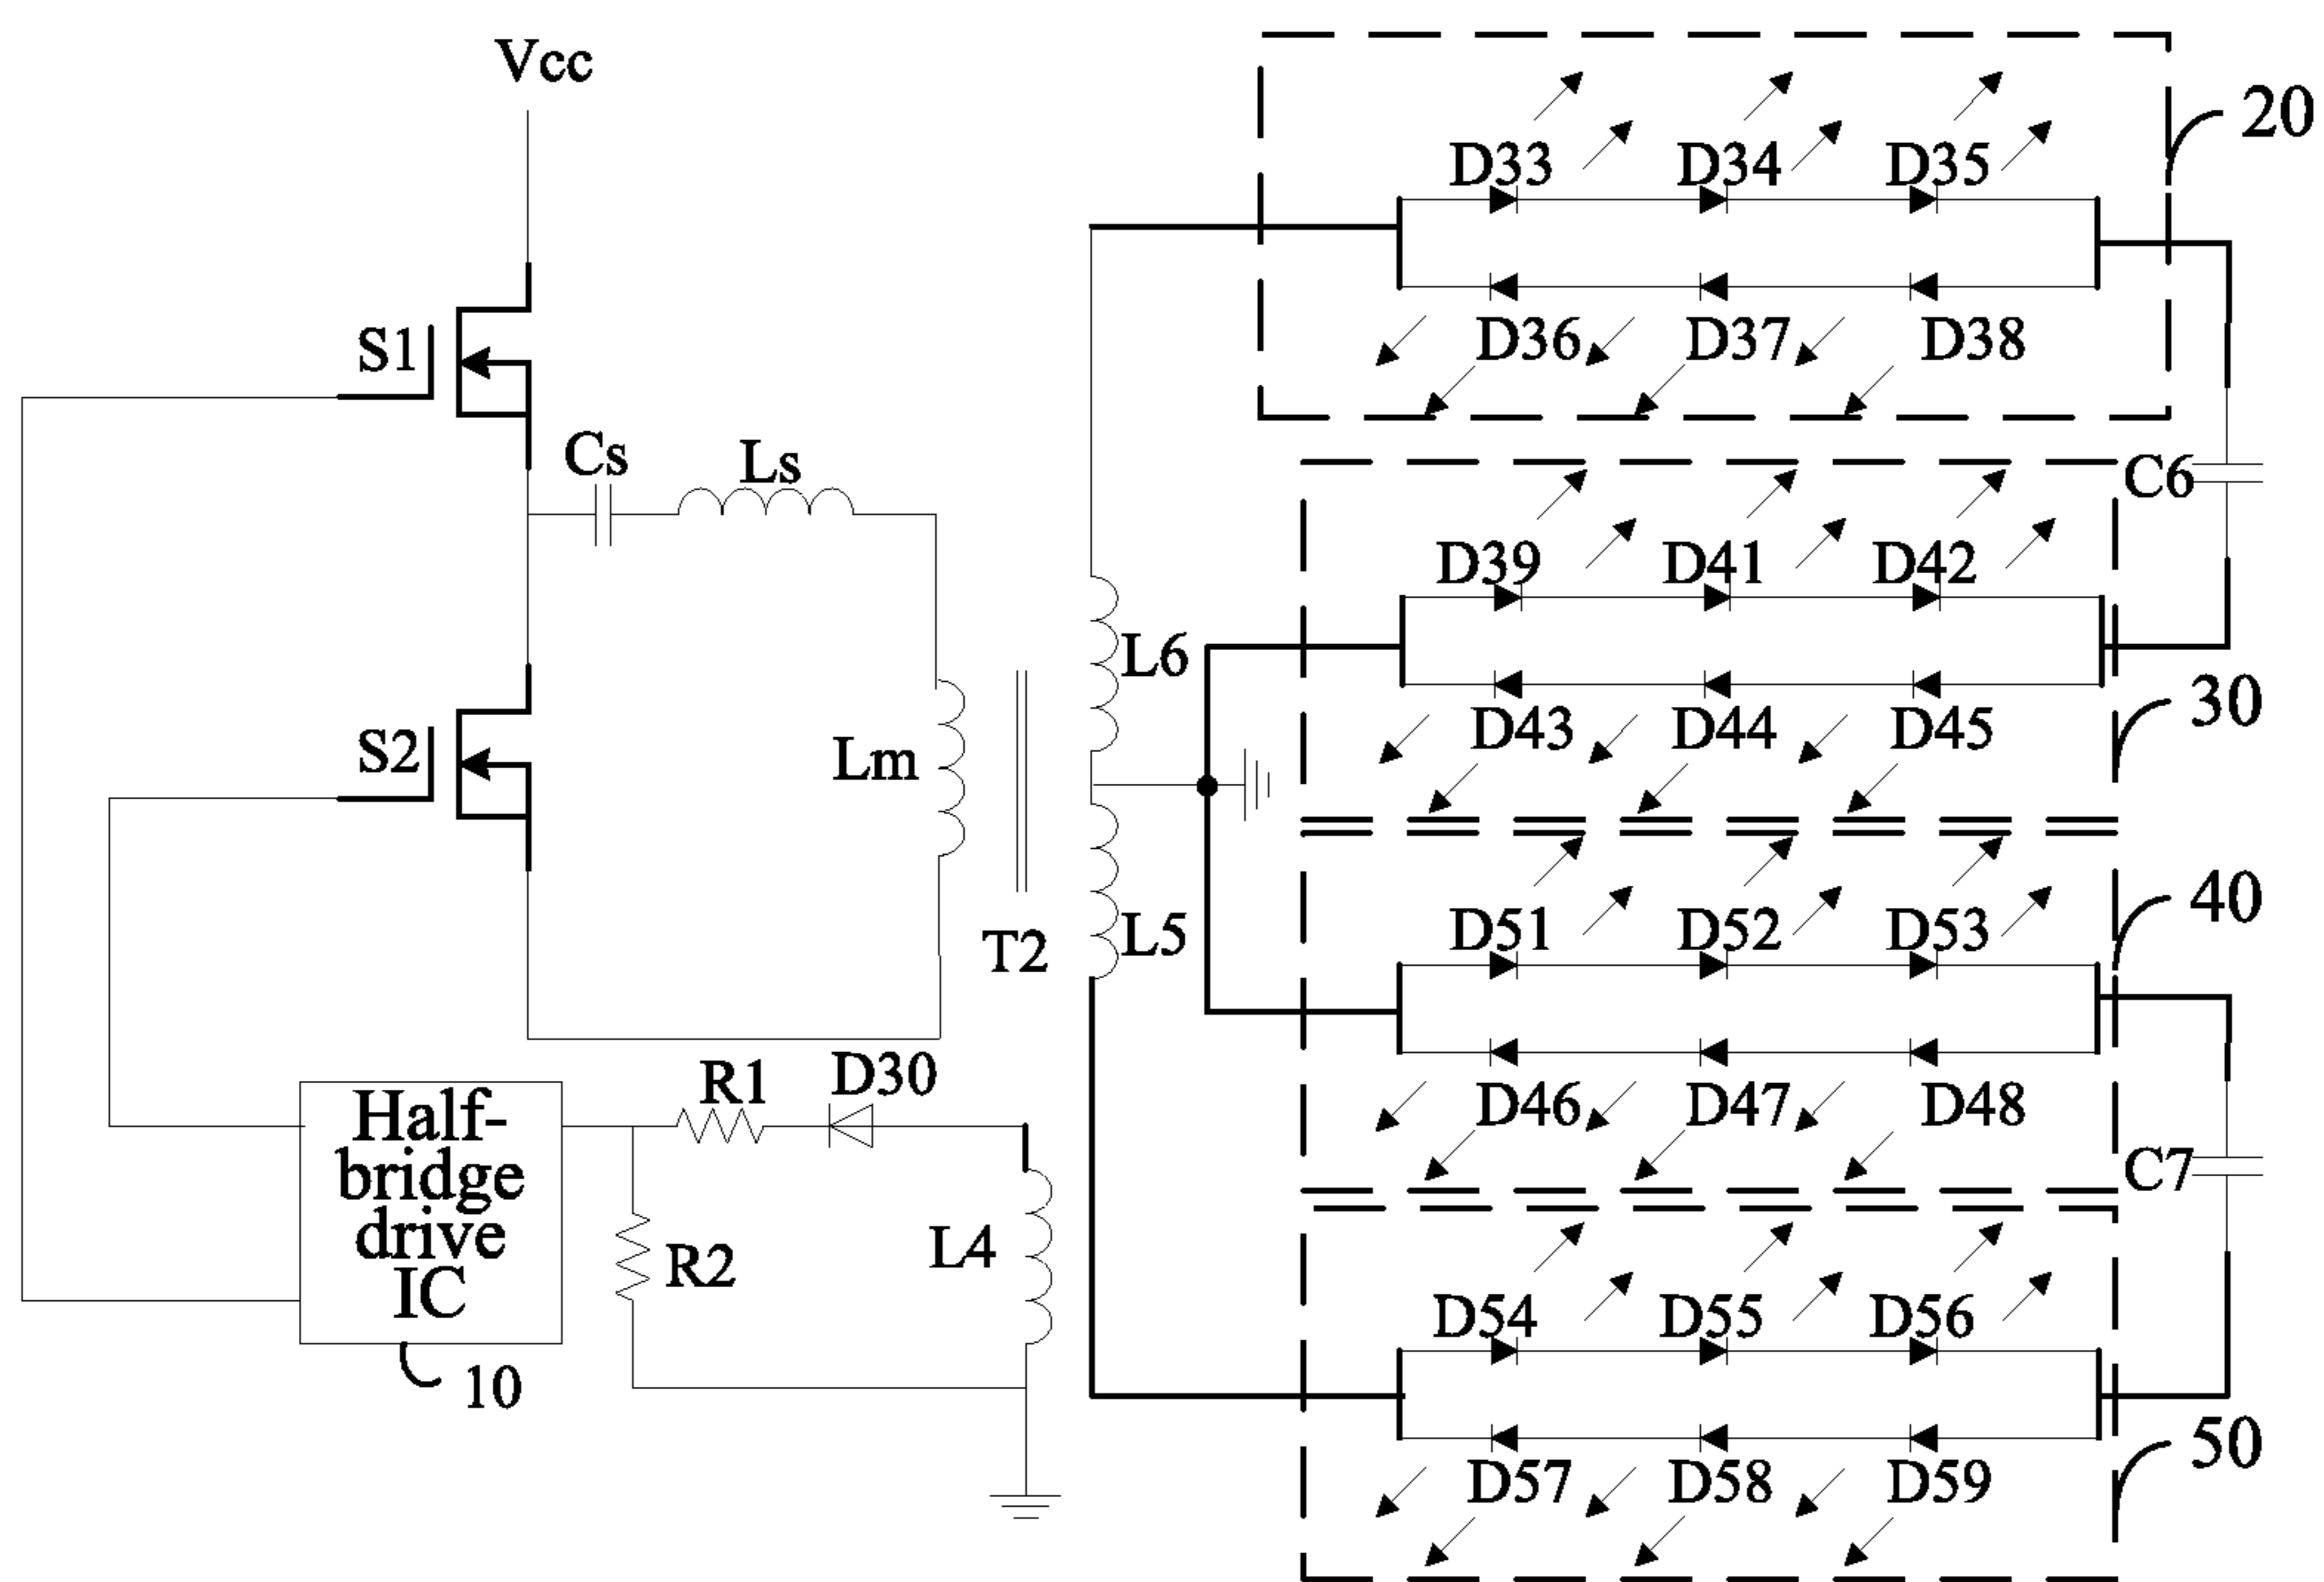 Vcc
20
D33 D34 D35
S1
D36 D37 D38
Cs
Ls
C6
D39 D41 D42
L6
30
S2
D43 D44 D45
Lm
40
L5
D51 D52 D53
T2
R1
D30
D46 D47 D48
Half-
bridge
drive
IC
C7
R2
L4
D54 D55 D56
10
50
D57 D58 D59